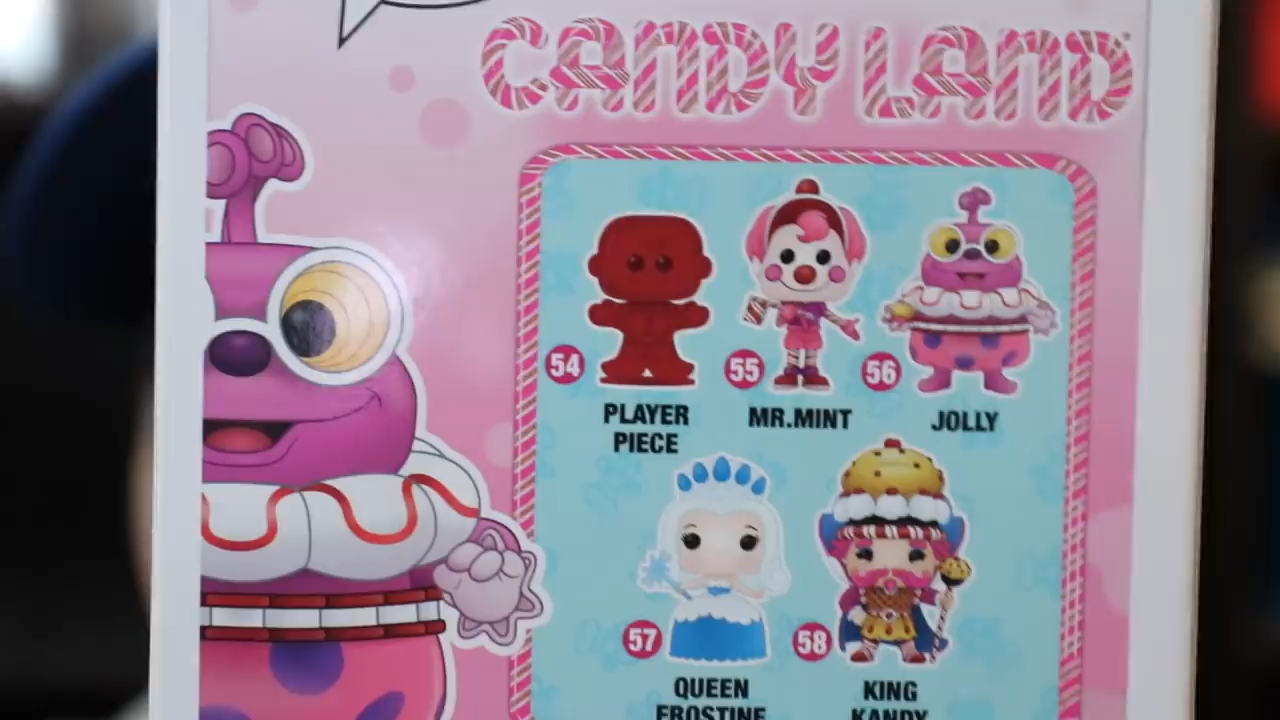 CANDY LAND
54
PLAYER
PIECE
55
MR.MINT
56
JOLLY
57
QUEEN
FROSTINE
58
KING
KANDY